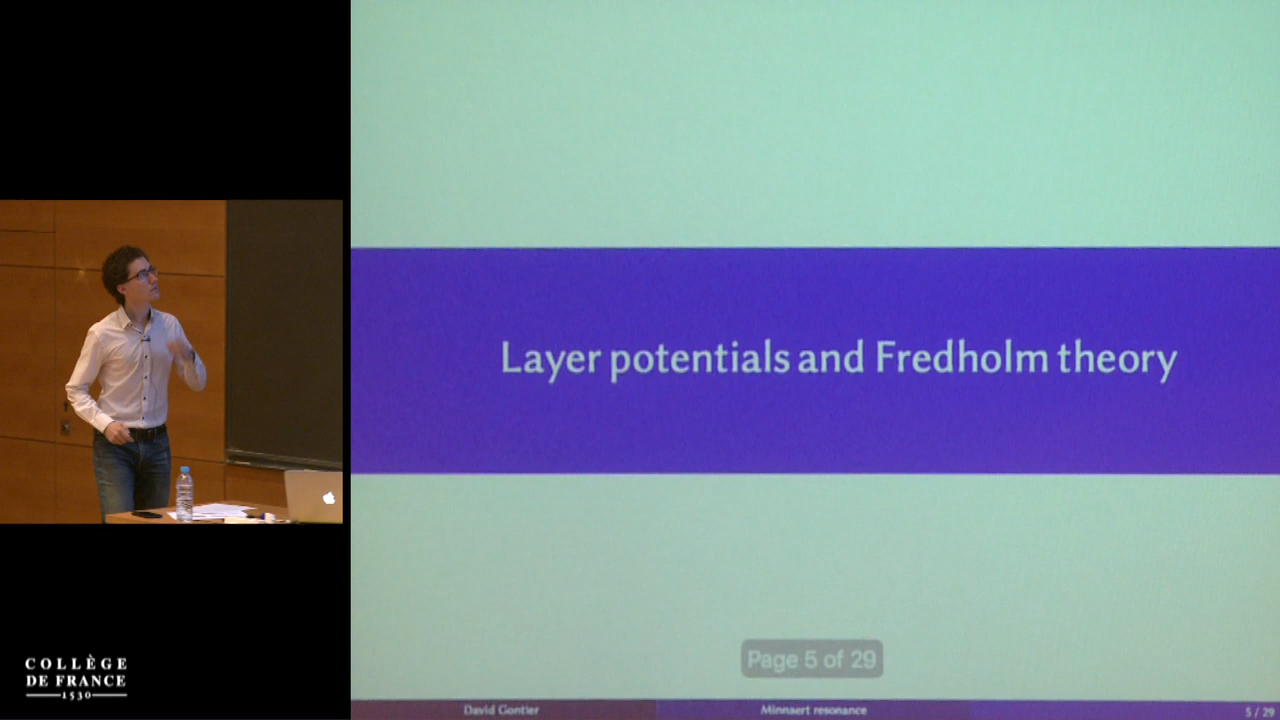 Layer potentials and Fredholm theory
Page 5 of 29
David Gontier
Minnaert resonance
5 / 29
COLLÈGE
DE FRANCE
1530